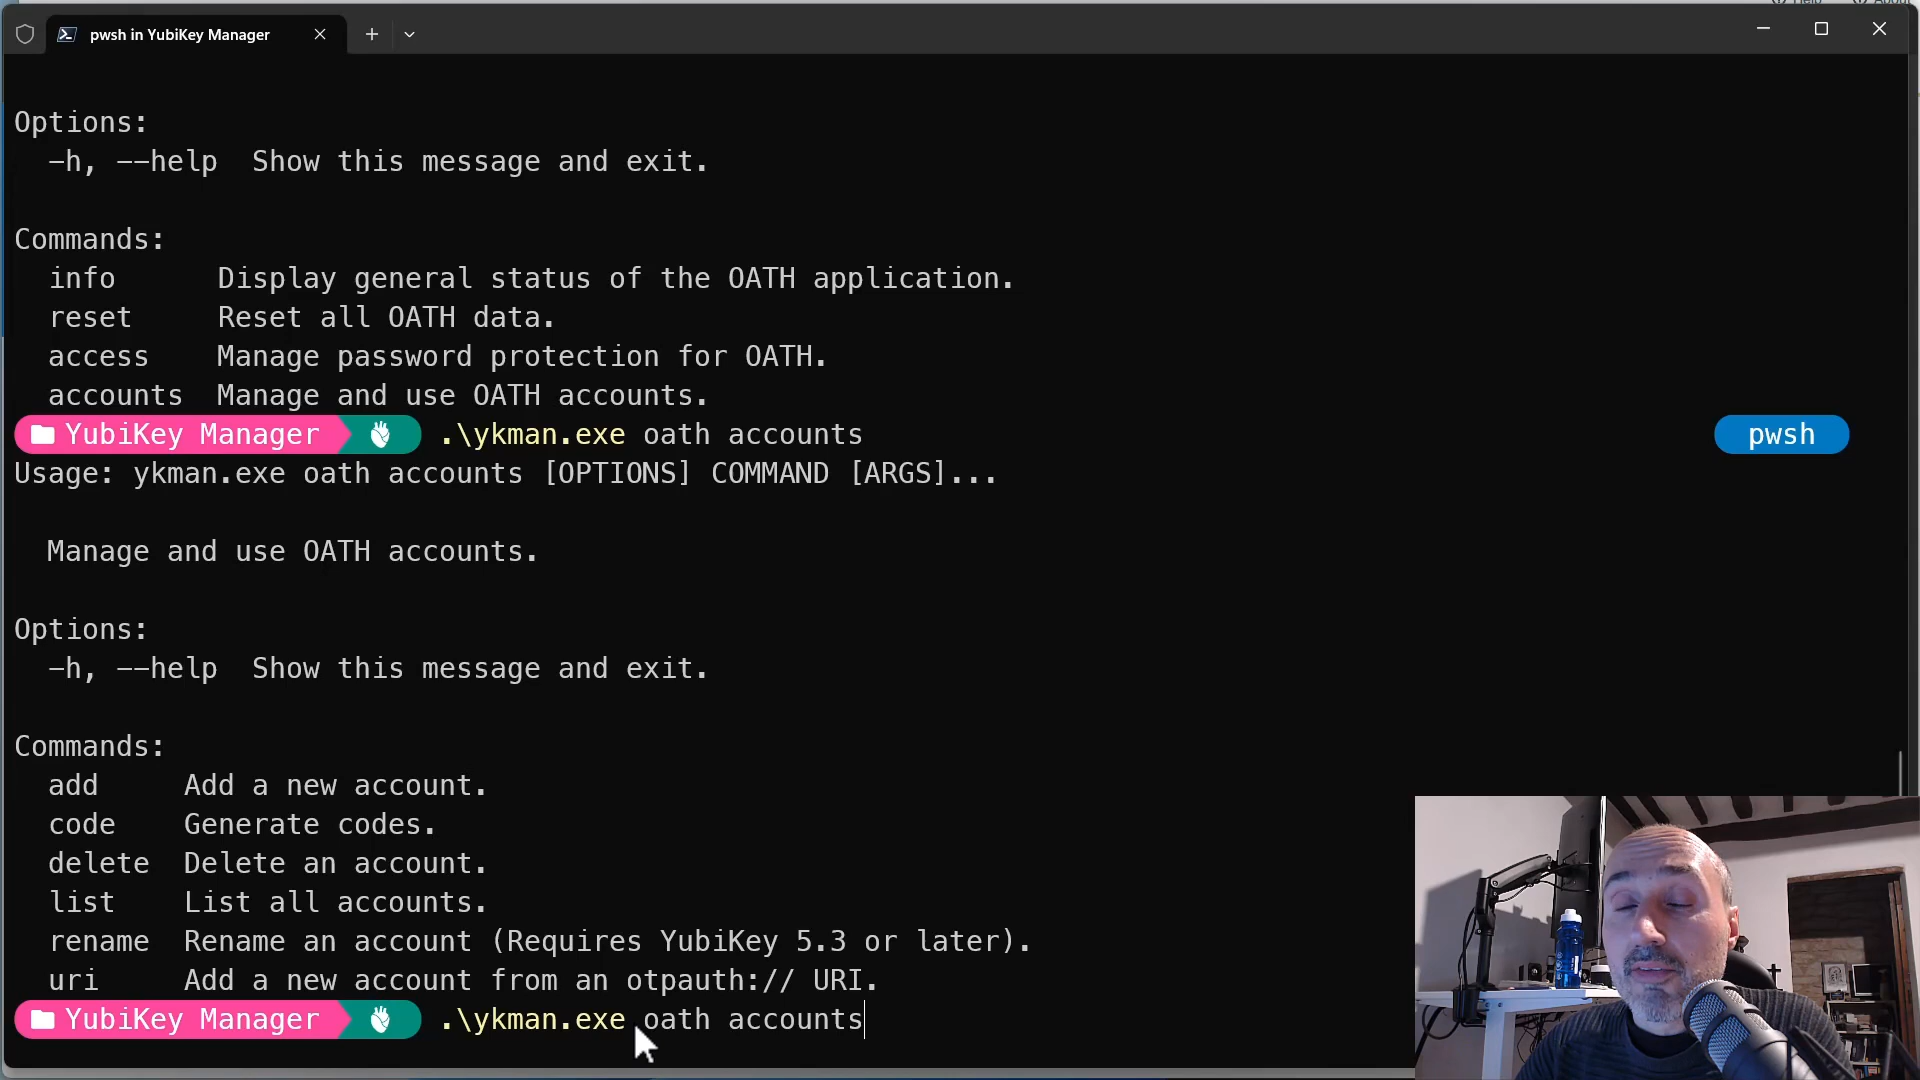 pwsh in YubiKey Manager
Options:
-h, --help Show this message and exit.
Commands:
info Display general status of the OATH application.
reset Reset all OATH data.
access Manage password protection for OATH.
accounts Manage and use OATH accounts.
YubiKey Manager .\ykman.exe oath accounts pwsh
Usage: ykman.exe oath accounts [OPTIONS] COMMAND [ARGS]...
Manage and use OATH accounts.
Options:
-h, --help Show this message and exit.
Commands:
add Add a new account.
code Generate codes.
delete Delete an account.
list List all accounts.
rename Rename an account (Requires YubiKey 5.3 or later).
uri Add a new account from an otpauth:// URI.
YubiKey Manager .\ykman.exe oath accounts